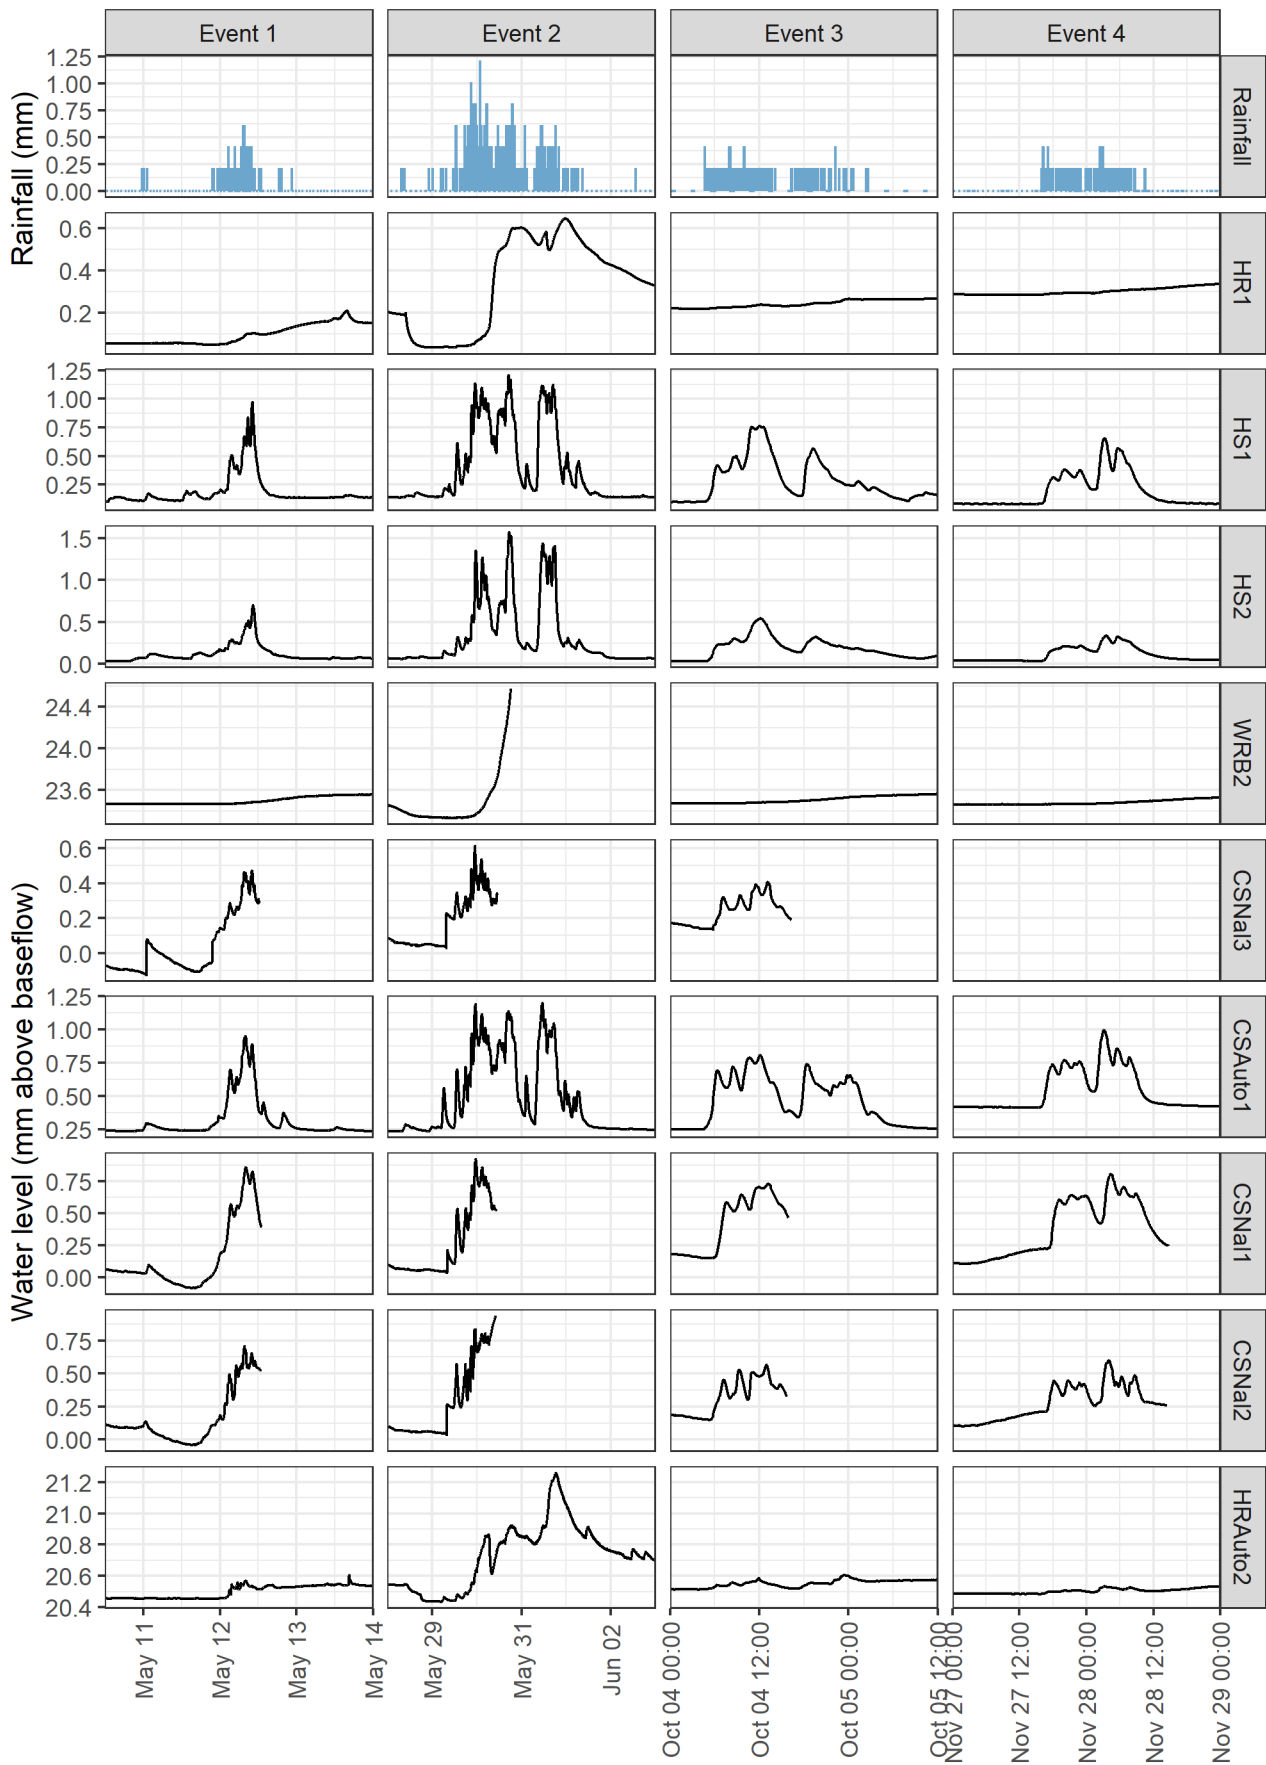 Event 1
Event 2
Event 3
Event 4
Rainfall (mm)
1.25
1.00
0.75
0.50
0.25
0.00
Rainfall
0.6
0.4
0.2
HR1
1.25
1.00
0.75
0.50
0.25
HS1
1.5
1.0
0.5
0.0
HS2
24.4
24.0
23.6
WRB2
Water level (mm above baseflow)
0.6
0.4
0.2
0.0
CSNal3
1.25
1.00
0.75
0.50
0.25
CSAuto1
0.75
0.50
0.25
0.00
CSNal1
0.75
0.50
0.25
0.00
CSNal2
21.2
21.0
20.8
20.6
20.4
HRAuto2
May 11
May 12
May 13
May 14
May 29
May 31
Jun 02
Oct 04 00:00
Oct 04 12:00
Oct 05 00:00
Oct 05 12:00
Nov 27 00:00
Nov 27 12:00
Nov 28 00:00
Nov 28 12:00
Nov 29 00:00